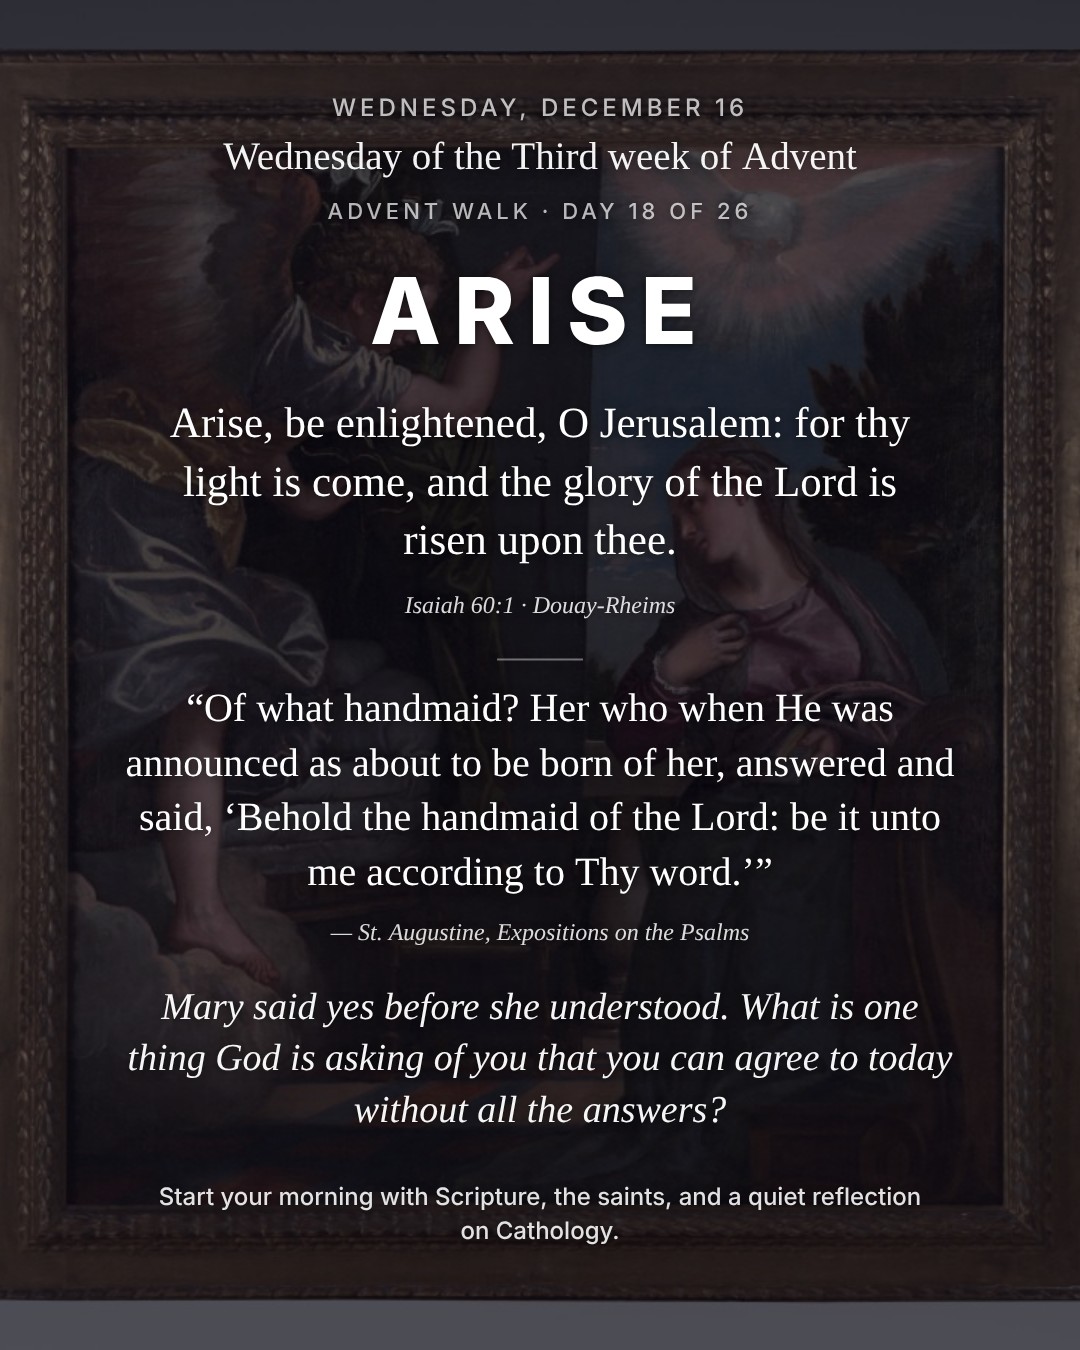 WEDNESDAY, DECEMBER 16
Wednesday of the Third week of Advent
ADVENT WALK · DAY 18 OF 26
ARISE
Arise, be enlightened, O Jerusalem: for thy
light is come, and the glory of the Lord is
risen upon thee.
Isaiah 60:1 · Douay-Rheims
“Of what handmaid? Her who when He was
announced as about to be born of her, answered and
said, ‘Behold the handmaid of the Lord: be it unto
me according to Thy word.’”
— St. Augustine, Expositions on the Psalms
Mary said yes before she understood. What is one
thing God is asking of you that you can agree to today
without all the answers?
Start your morning with Scripture, the saints, and a quiet reflection
on Cathology.